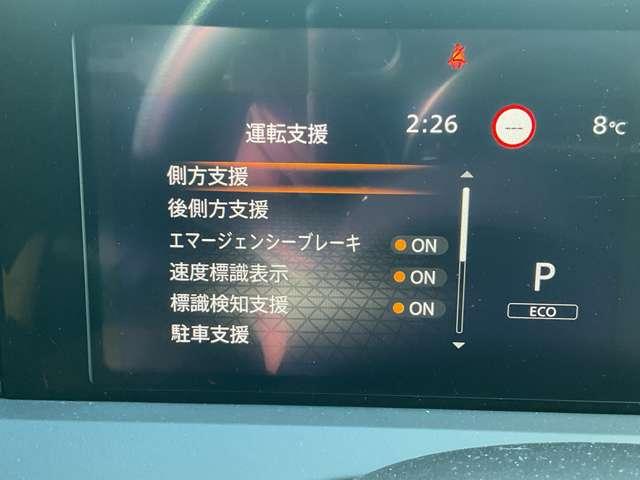 運転支援 2:26 --- 8℃
側方支援
後側方支援
エマージェンシーブレーキ ON
速度標識表示 ON
標識検知支援 ON
駐車支援
P
ECO